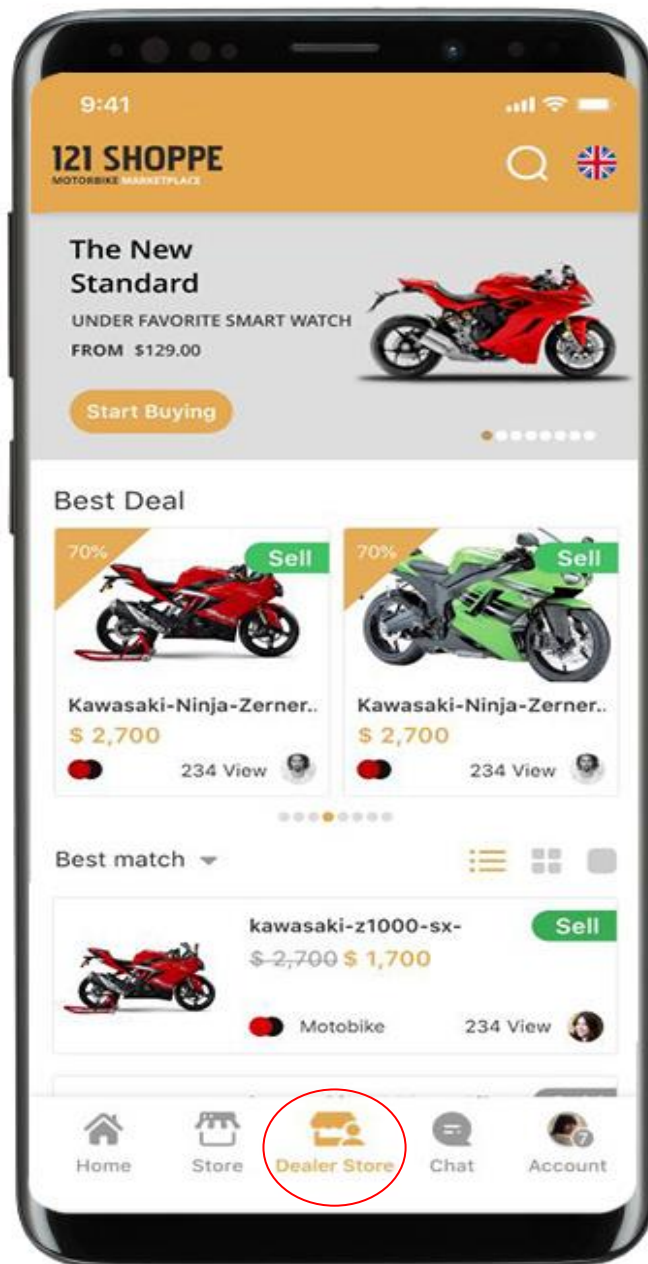 9:41
121 SHOPPE
MOTORBIKE MARKETPLACE
The New
Standard
UNDER FAVORITE SMART WATCH
FROM $129.00
Start Buying
Best Deal
70%
Sell
70%
Sell
Kawasaki-Ninja-Zerner..
Kawasaki-Ninja-Zerner..
$ 2,700
$ 2,700
234 View
234 View
Best match
kawasaki-z1000-sx-
Sell
$ 2,700 $ 1,700
Motobike
234 View
7
Home
Store
Dealer Store
Chat
Account